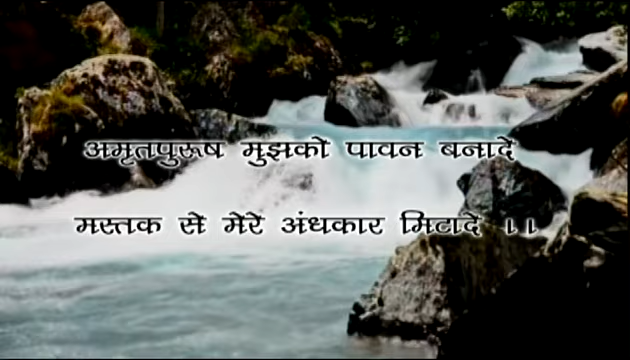 अमृतपुरूष मुझको पावन बनादे
मस्तक से मेरे अंधकार मिटादे ।।